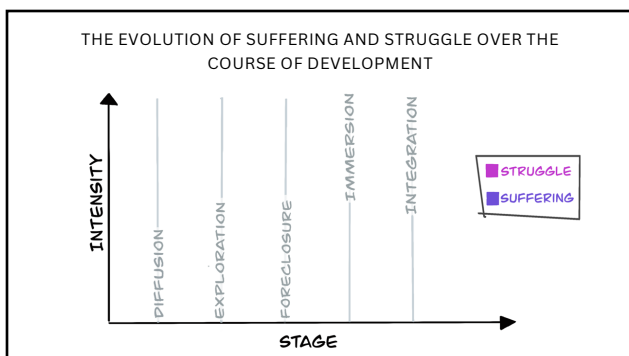 THE EVOLUTION OF SUFFERING AND STRUGGLE OVER THE
COURSE OF DEVELOPMENT
INTENSITY
DIFFUSION
EXPLORATION
FORECLOSURE
IMMERSION
INTEGRATION
STRUGGLE
SUFFERING
STAGE